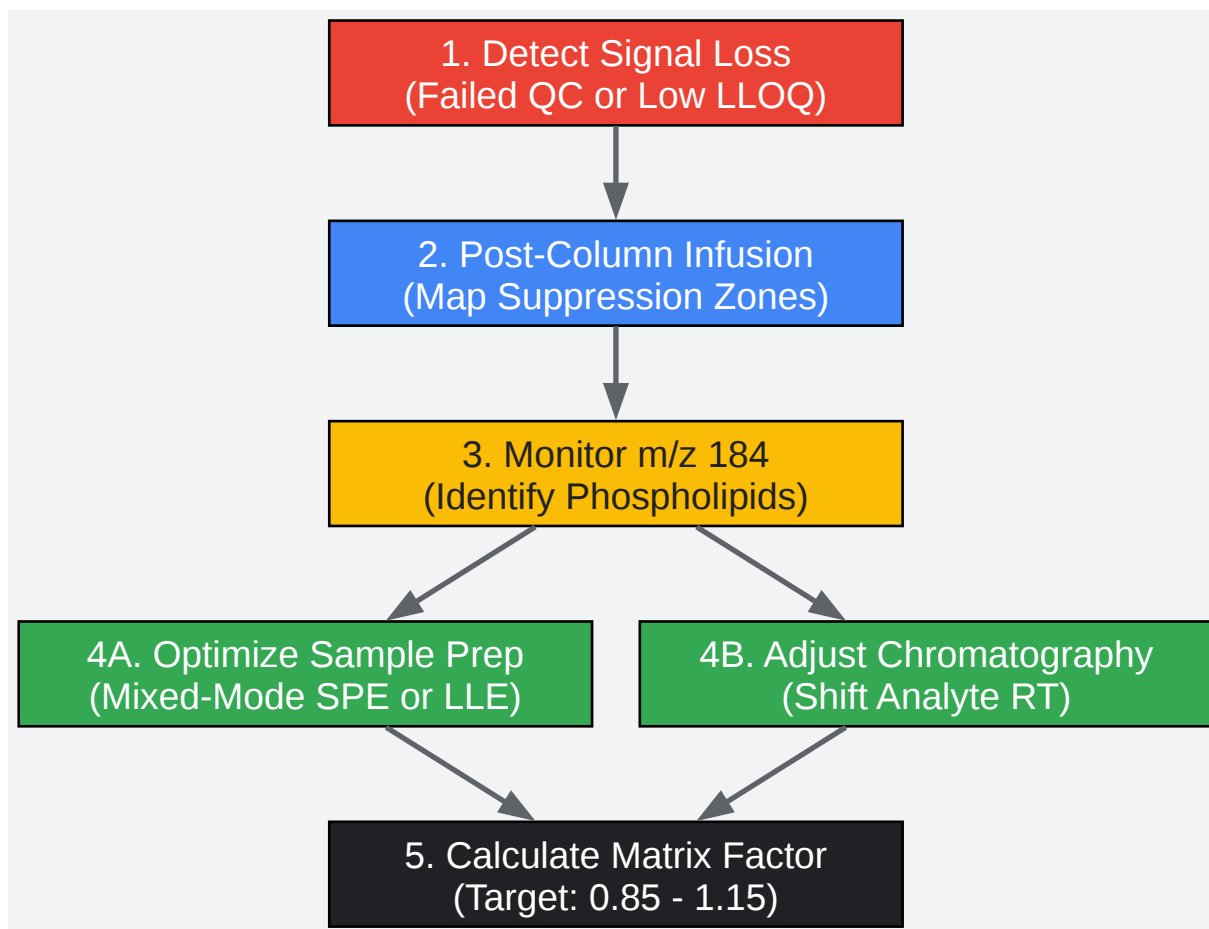 1. Detect Signal Loss
(Failed QC or Low LLOQ)
2. Post-Column Infusion
(Map Suppression Zones)
3. Monitor m/z 184
(Identify Phospholipids)
4A. Optimize Sample Prep
(Mixed-Mode SPE or LLE)
4B. Adjust Chromatography
(Shift Analyte RT)
5. Calculate Matrix Factor
(Target: 0.85 - 1.15)